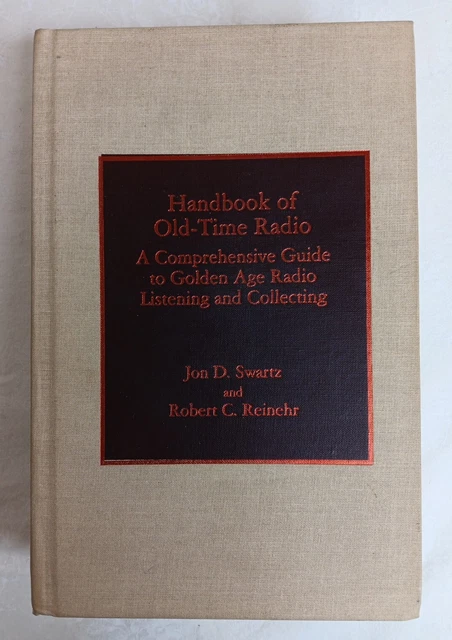 Handbook of
Old-Time Radio
A Comprehensive Guide
to Golden Age Radio
Listening and Collecting
Jon D. Swartz
and
Robert C. Reinehr